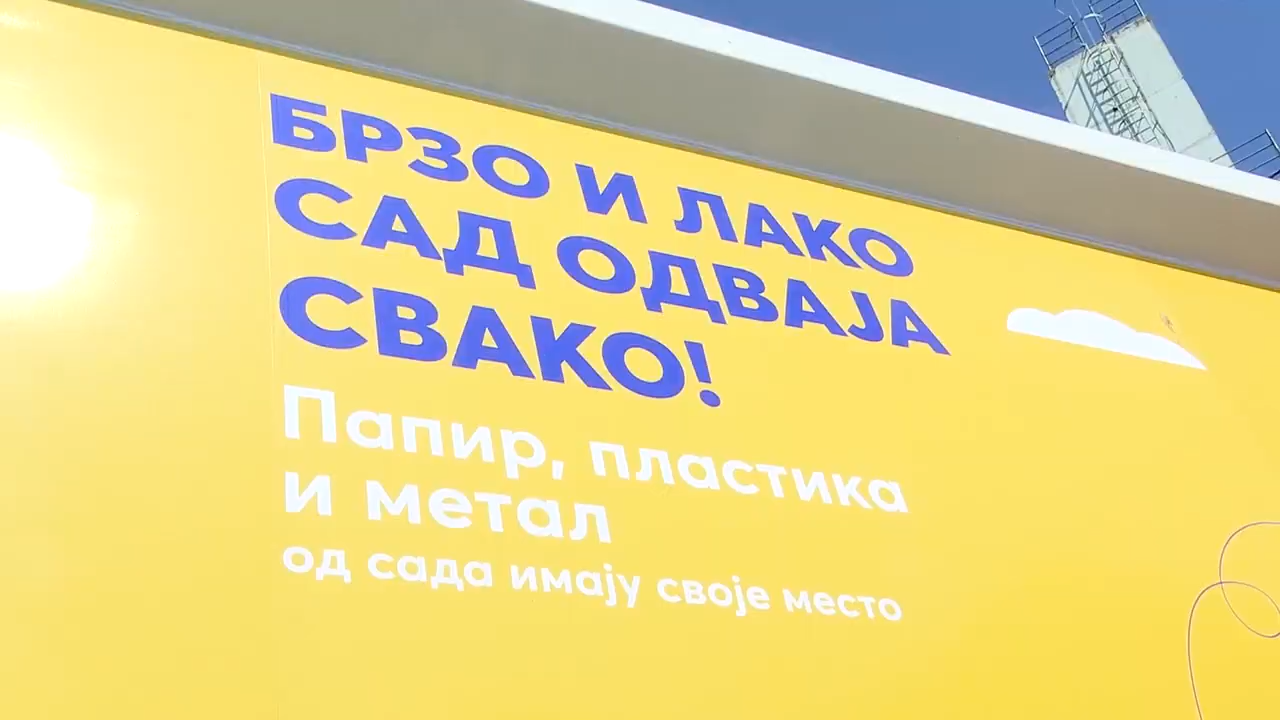 БРЗО И ЛАКО
САД ОДВАЈА
СВАКО!
Папир, пластика
и метал
од сада имају своје место